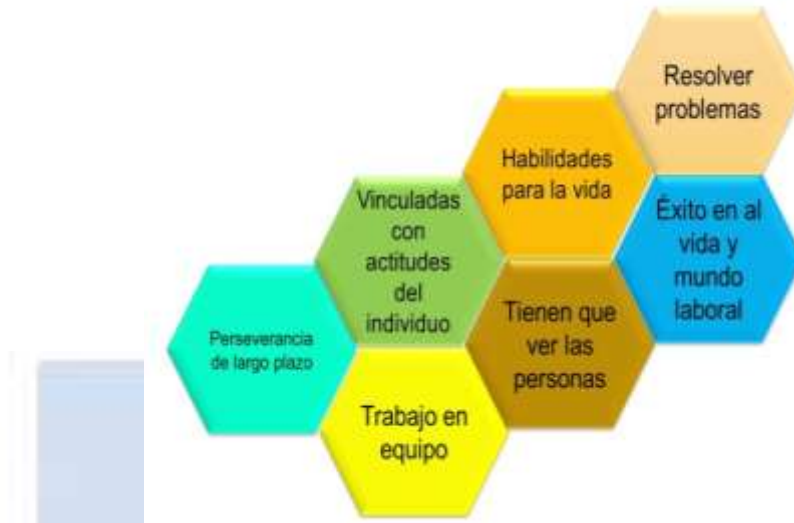 Resolver
problemas
Habilidades
para la vida
Éxito en al
vida y
mundo
laboral
Vinculadas
con
actitudes
del
individuo
Tienen que
ver las
personas
Perseverancia
de largo plazo
Trabajo en
equipo